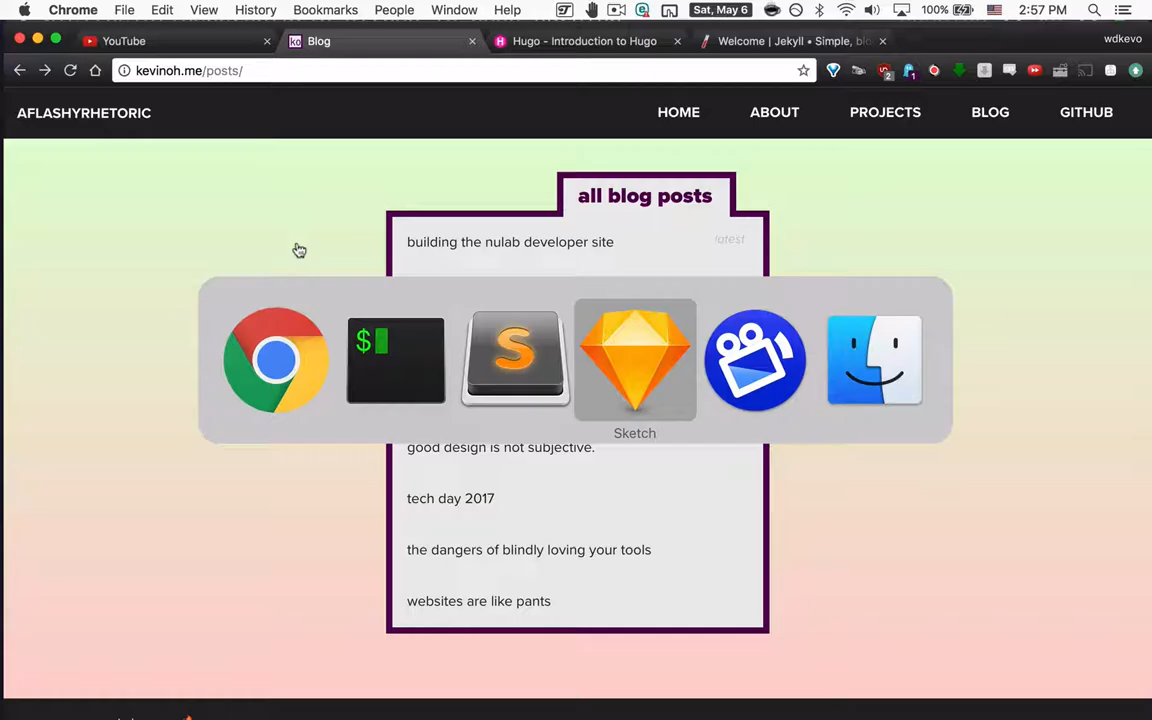 Chrome File Edit View History Bookmarks People Window Help Sat, May 6 100% 2:57 PM
YouTube Blog Hugo - Introduction to Hugo Welcome | Jekyll • Simple, blo wdkevo
kevinoh.me/posts/ 2 1
AFLASHYRHETORIC HOME ABOUT PROJECTS BLOG GITHUB
all blog posts
building the nulab developer site latest
$ S
Sketch
good design is not subjective.
tech day 2017
the dangers of blindly loving your tools
websites are like pants